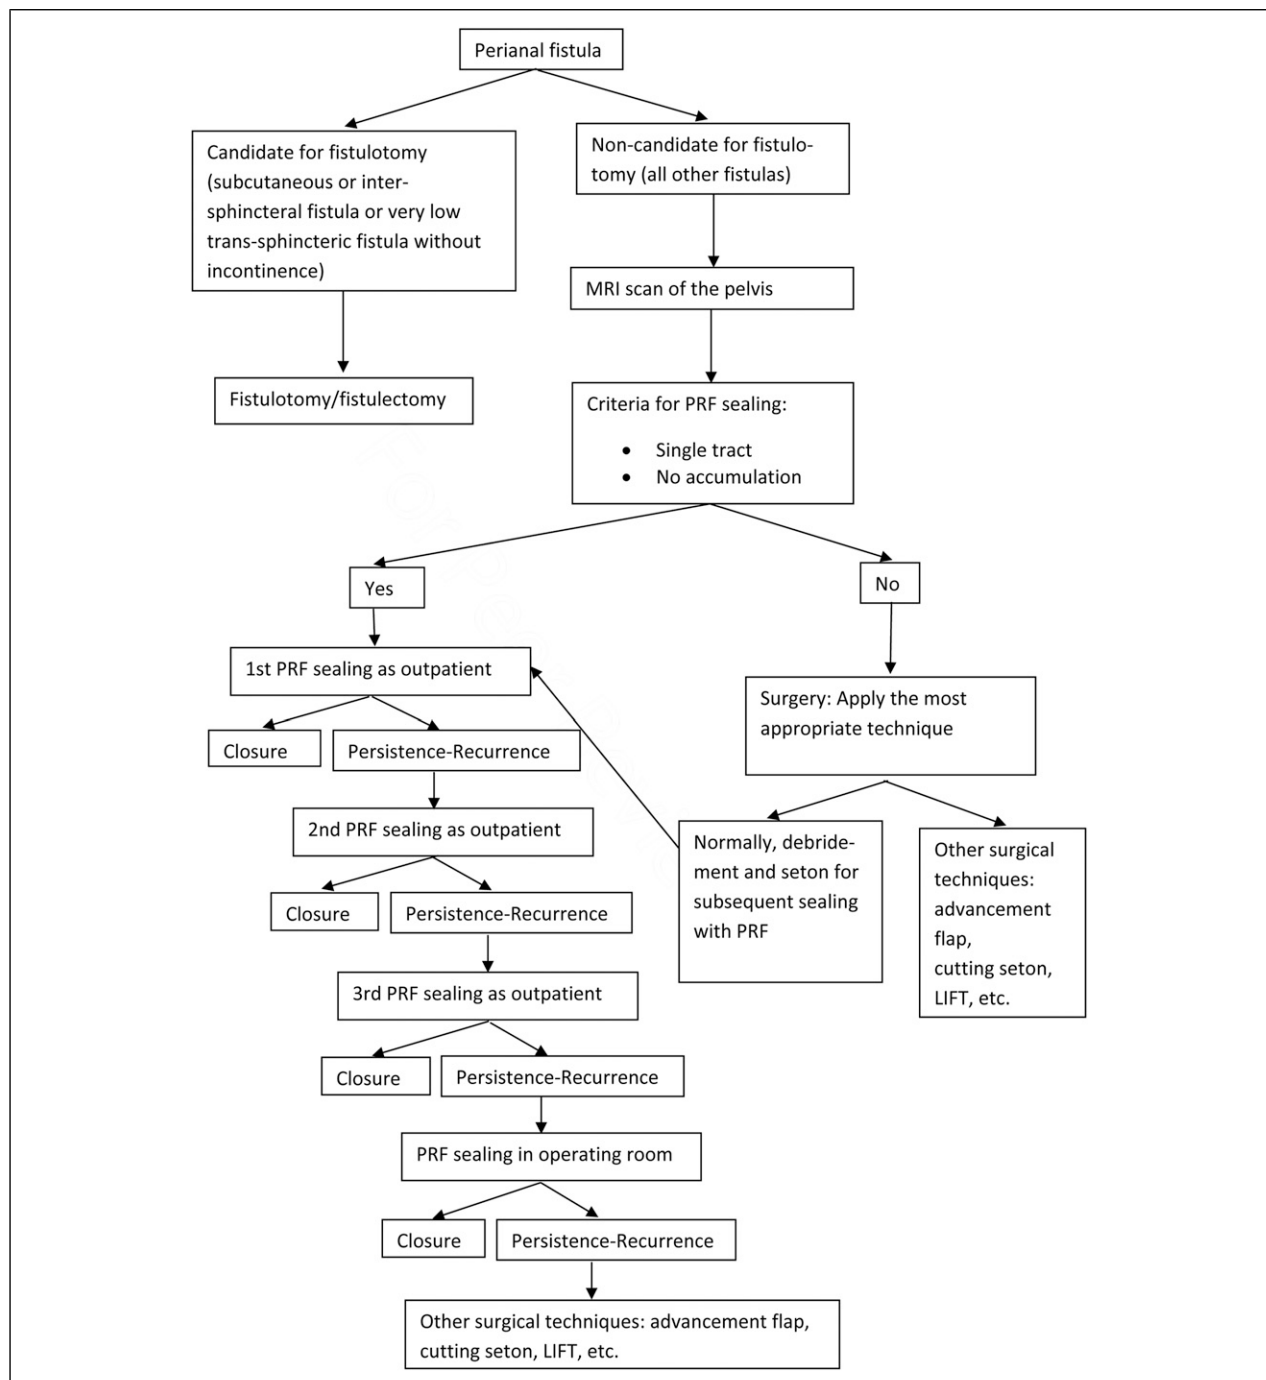 Perianal fistula
Candidate for fistulotomy
(subcutaneous or inter-
sphincteral fistula or very low
trans-sphincteric fistula without
incontinence)
Non-candidate for fistulo-
tomy (all other fistulas)
MRI scan of the pelvis
Fistulotomy/fistulectomy
Criteria for PRF sealing:
• Single tract
• No accumulation
Yes
No
1st PRF sealing as outpatient
Surgery: Apply the most
appropriate technique
Closure
Persistence-Recurrence
2nd PRF sealing as outpatient
Normally, debride-
ment and seton for
subsequent sealing
with PRF
Other surgical
techniques:
advancement
flap,
cutting seton,
LIFT, etc.
Closure
Persistence-Recurrence
3rd PRF sealing as outpatient
Closure
Persistence-Recurrence
PRF sealing in operating room
Closure
Persistence-Recurrence
Other surgical techniques: advancement flap,
cutting seton, LIFT, etc.